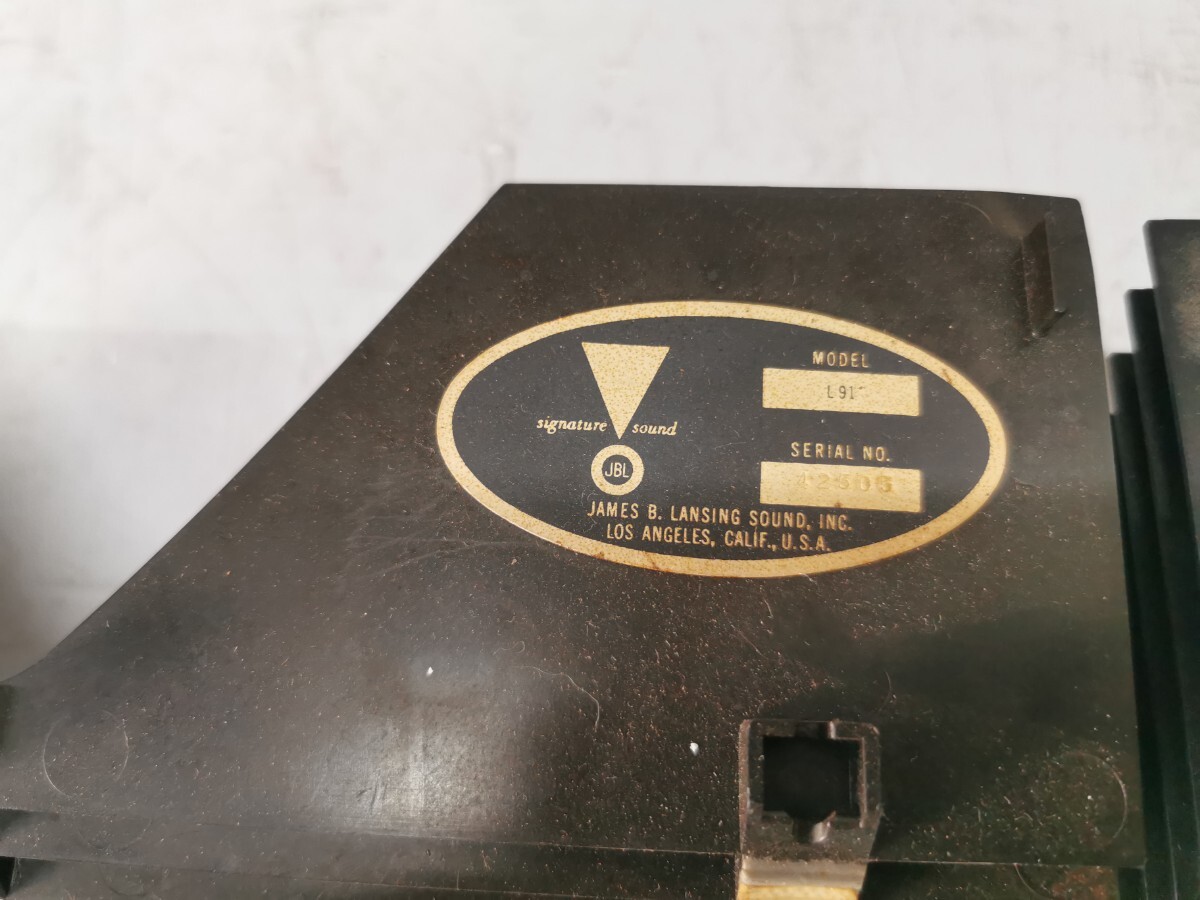 signature sound
JBL
JAMES B. LANSING SOUND, INC.
LOS ANGELES, CALIF., U.S.A.
MODEL
L91
SERIAL NO.